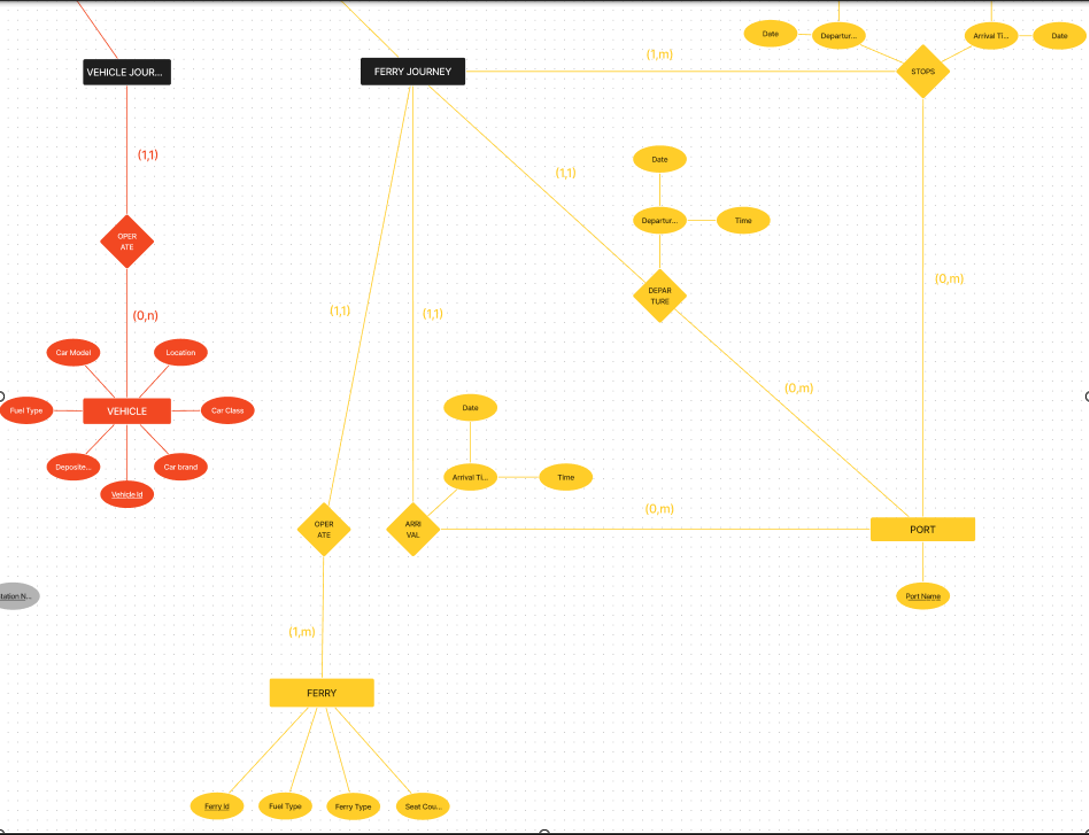 Date
Departur...
Arrival Ti...
Date
VEHICLE JOUR...
FERRY JOURNEY
(1,m)
STOPS
(1,1)
Date
(1,1)
Departur...
Time
OPER
ATE
(0,m)
DEPAR
TURE
(0,n)
(1,1)
(1,1)
Car Model
Location
(0,m)
Fuel Type
VEHICLE
Car Class
Date
Deposite...
Car brand
Arrival Ti...
Time
Vehicle Id
(0,m)
OPER
ATE
ARRI
VAL
PORT
tation N...
Port Name
(1,m)
FERRY
Ferry Id
Fuel Type
Ferry Type
Seat Cou...